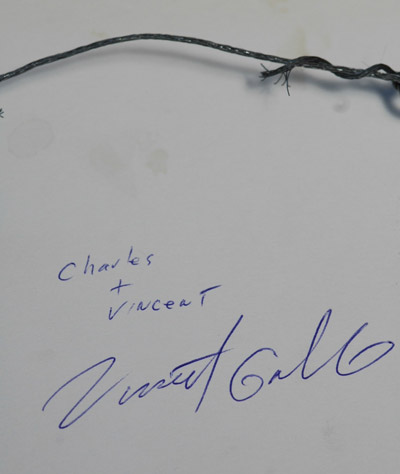 Charles
+
VINCENT
Vincent Gallo